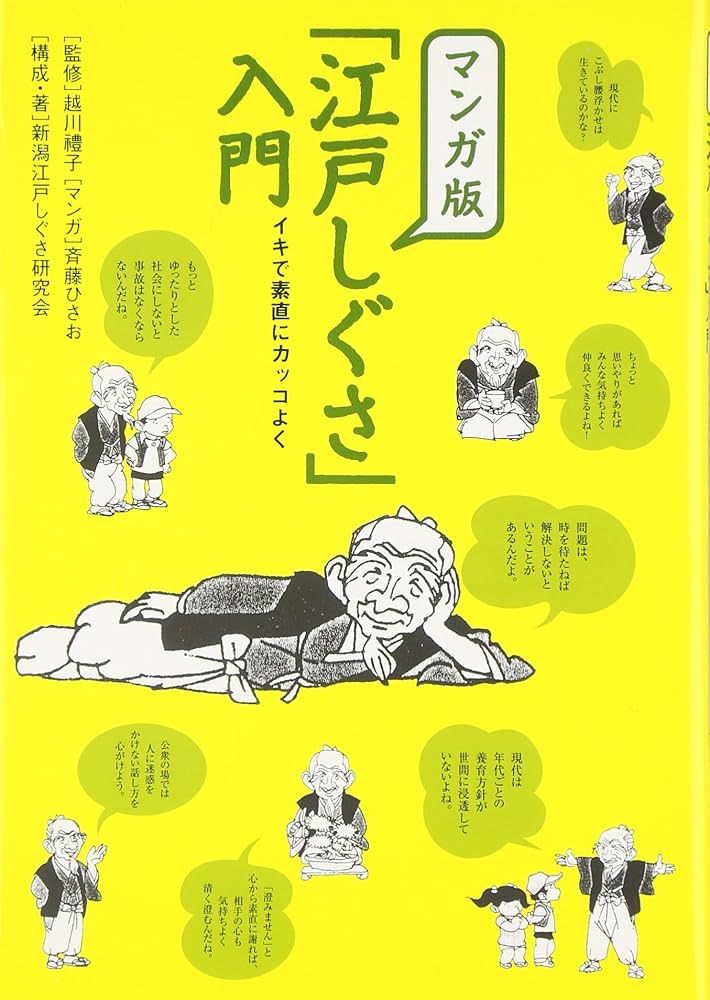 マンガ版
「江戸しぐさ」
入門
イキで素直にカッコよく
[監修]越川禮子[マンガ]斉藤ひさお
[構成・著]新潟江戸しぐさ研究会
現代に
こぶし腰浮かせは
生きているのかな？
もっと
ゆったりとした
社会にしないと
事故はなくなら
ないんだね。
ちょっと
思いやりがあれば
みんな気持ちよく
仲良くできるよね！
問題は、
時を待たねば
解決しないと
いうことが
あるんだよ。
公衆の場では
人に迷惑を
かけない話し方を
心がけよう。
現代は
年代ごとの
養育方針が
世間に浸透して
いないよね。
「澄みません」と
心から素直に謝れば、
相手の心も
気持ちよく
清く澄むんだね。